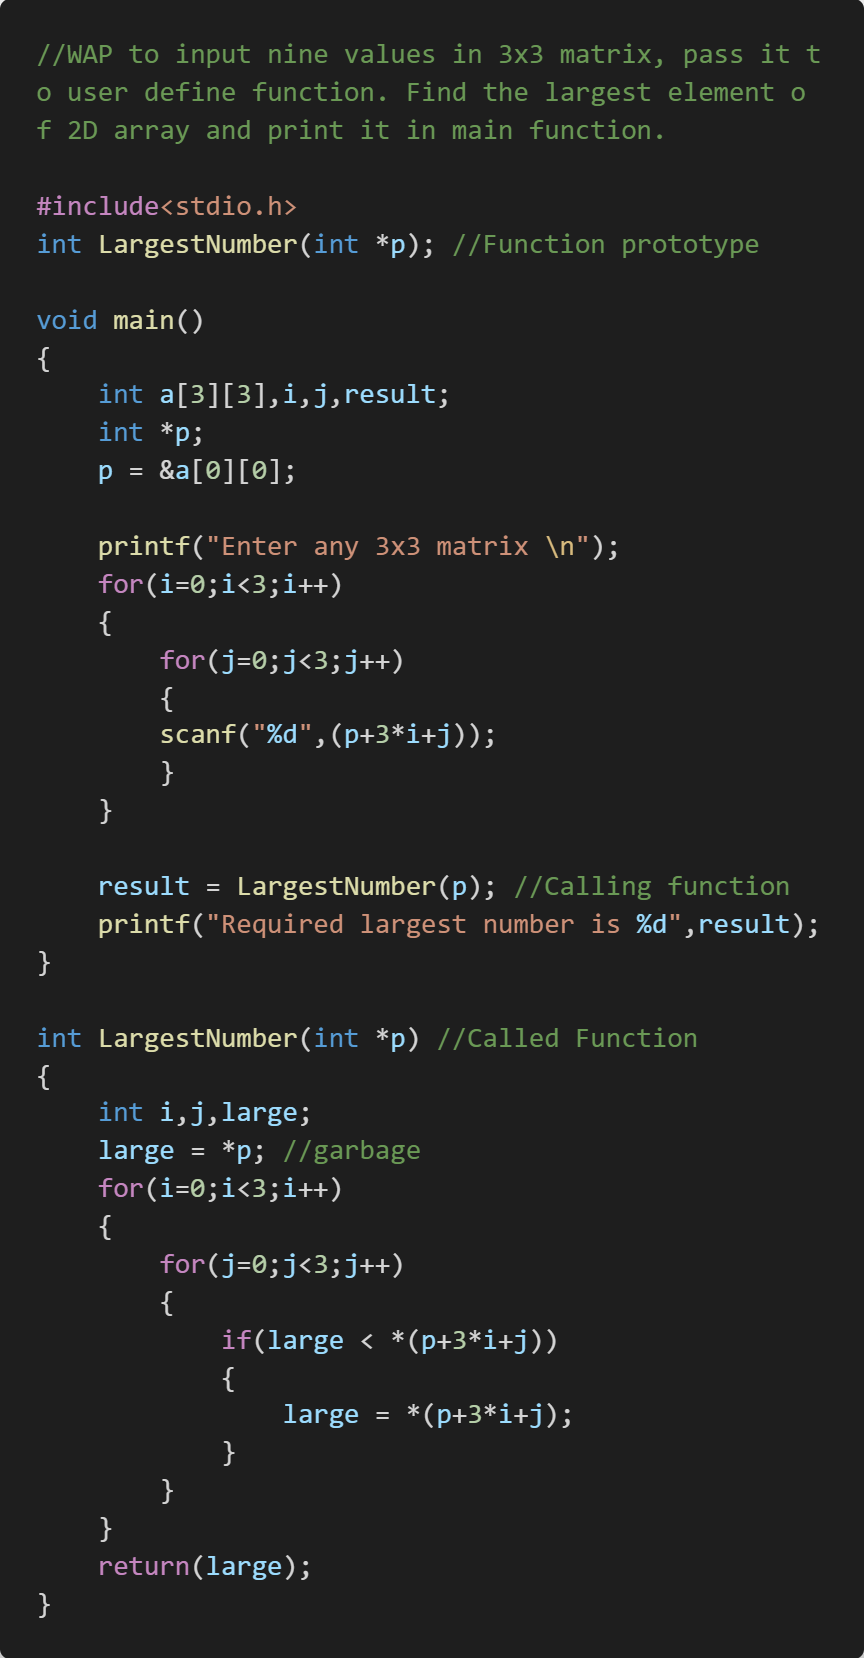 //WAP to input nine values in 3x3 matrix, pass it t
o user define function. Find the largest element o
f 2D array and print it in main function.

#include<stdio.h>
int LargestNumber(int *p); //Function prototype

void main()
{
    int a[3][3],i,j,result;
    int *p;
    p = &a[0][0];

    printf("Enter any 3x3 matrix \n");
    for(i=0;i<3;i++)
    {
        for(j=0;j<3;j++)
        {
        scanf("%d",(p+3*i+j));
        }
    }

    result = LargestNumber(p); //Calling function
    printf("Required largest number is %d",result);
}

int LargestNumber(int *p) //Called Function
{
    int i,j,large;
    large = *p; //garbage
    for(i=0;i<3;i++)
    {
        for(j=0;j<3;j++)
        {
            if(large < *(p+3*i+j))
            {
                large = *(p+3*i+j);
            }
        }
    }
    return(large);
}